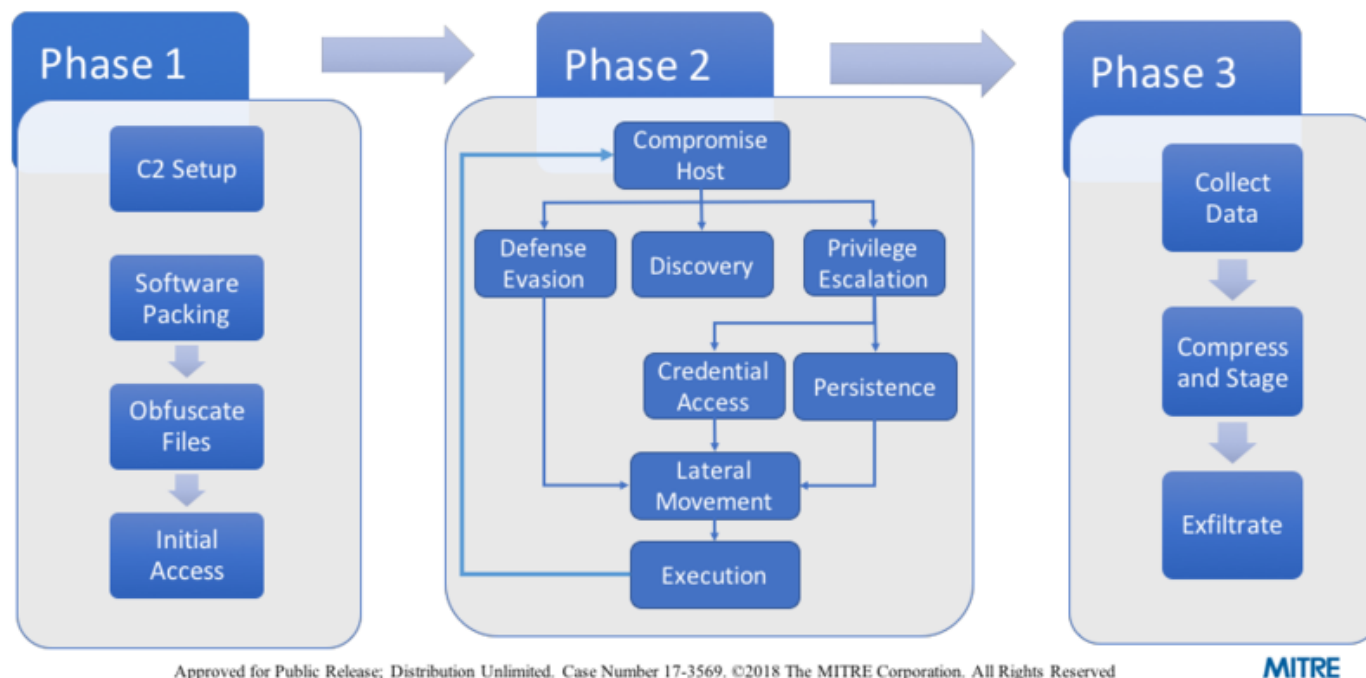 Phase 1
C2 Setup
Software
Packing
Obfuscate
Files
Initial
Access
Phase 2
Compromise
Host
Defense
Evasion
Discovery
Privilege
Escalation
Credential
Access
Persistence
Lateral
Movement
Execution
Phase 3
Collect
Data
Compress
and Stage
Exfiltrate
Approved for Public Release; Distribution Unlimited. Case Number 17-3569. ©2018 The MITRE Corporation. All Rights Reserved
MITRE